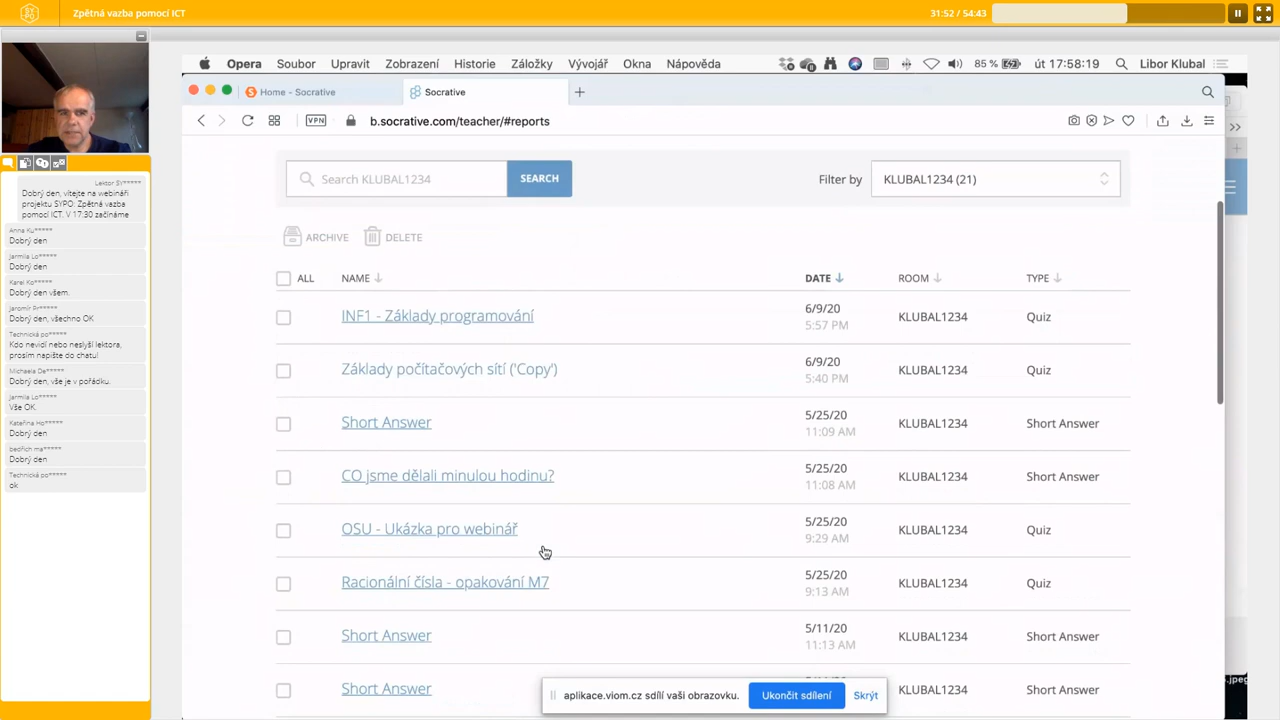 Zpětná vazba pomocí ICT
31:52 / 54:43
Opera Soubor Upravit Zobrazení Historie Záložky Vývojář Okna Nápověda
85 % út 17:58:19 Libor Klubal
Home - Socrative
Socrative
VPN
b.socrative.com/teacher/#reports
Search KLUBAL1234
SEARCH
Filter by
KLUBAL1234 (21)
ARCHIVE
DELETE
ALL NAME DATE ROOM TYPE
INF1 - Základy programování 6/9/20 KLUBAL1234 Quiz
5:57 PM
Základy počítačových sítí ('Copy') 6/9/20 KLUBAL1234 Quiz
5:40 PM
Short Answer 5/25/20 KLUBAL1234 Short Answer
11:09 AM
CO jsme dělali minulou hodinu? 5/25/20 KLUBAL1234 Short Answer
11:08 AM
OSU - Ukázka pro webinář 5/25/20 KLUBAL1234 Quiz
9:29 AM
Racionální čísla - opakování M7 5/25/20 KLUBAL1234 Quiz
9:13 AM
Short Answer 5/11/20 KLUBAL1234 Short Answer
11:13 AM
Short Answer 5/11/20 KLUBAL1234 Short Answer
aplikace.viom.cz sdílí vaši obrazovku.
Ukončit sdílení
Skrýt
Lektor SY*****
Dobrý den, vítejte na webináři
projektu SYPO: Zpětná vazba
pomocí ICT. V 17:30 začínáme
Anna Ku*****
Dobrý den
Jarmila Lo*****
Dobrý den
Karel Ko*****
Dobrý den všem.
Jaromír Pr*****
Dobrý den, všechno OK
Technická po*****
Kdo nevidí nebo neslyší lektora,
prosím napište do chatu!
Michaela De*****
Dobrý den, vše je v pořádku.
Jarmila Lo*****
Vše OK.
Kateřina Ho*****
Dobrý den
bedřich ma*****
Dobrý den
Technická po*****
ok